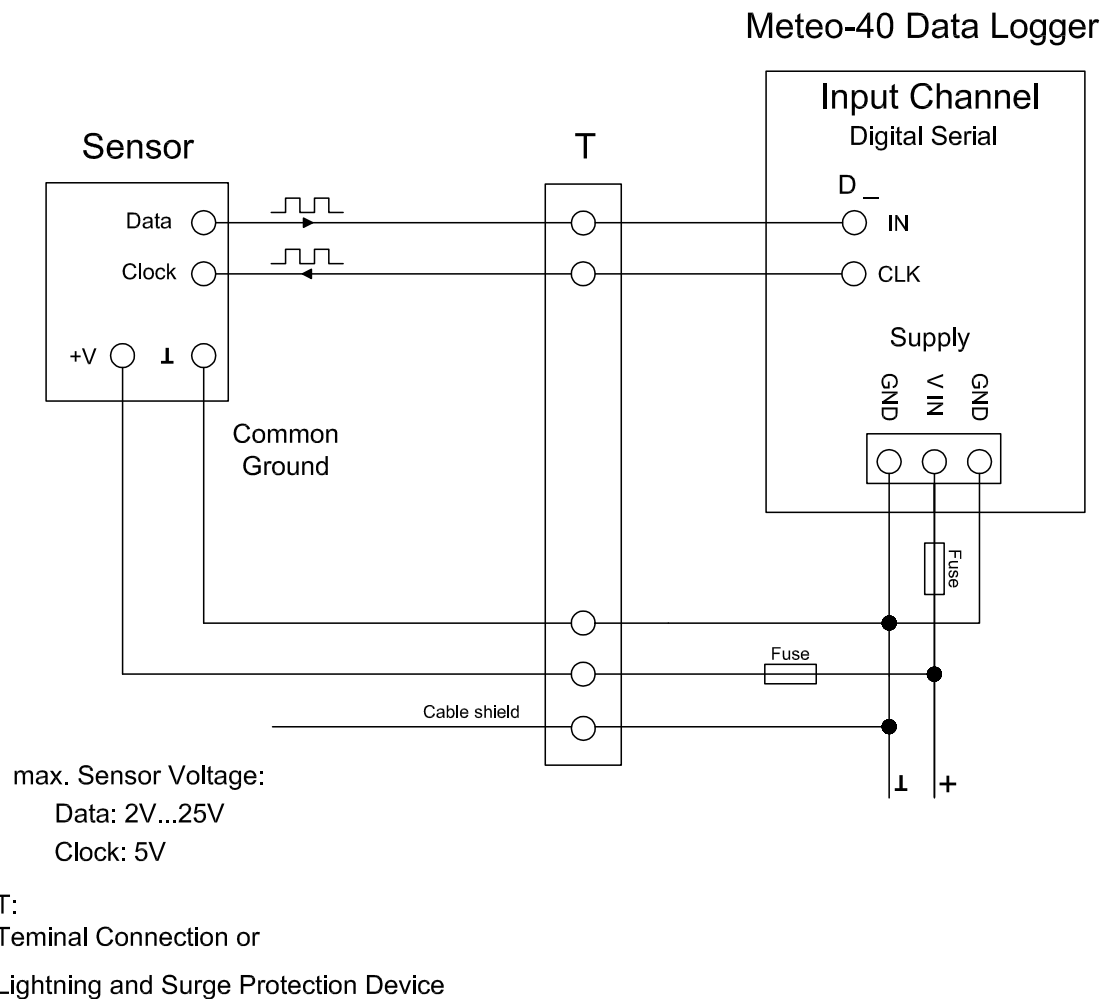 Meteo-40 Data Logger
Input Channel
Digital Serial
Sensor
T
D _
Data
IN
Clock
CLK
Supply
+V ⊥
GND
V IN
GND
Common
Ground
Fuse
Fuse
Cable shield
⊥ +
max. Sensor Voltage:
Data: 2V...25V
Clock: 5V
T:
Teminal Connection or
Lightning and Surge Protection Device